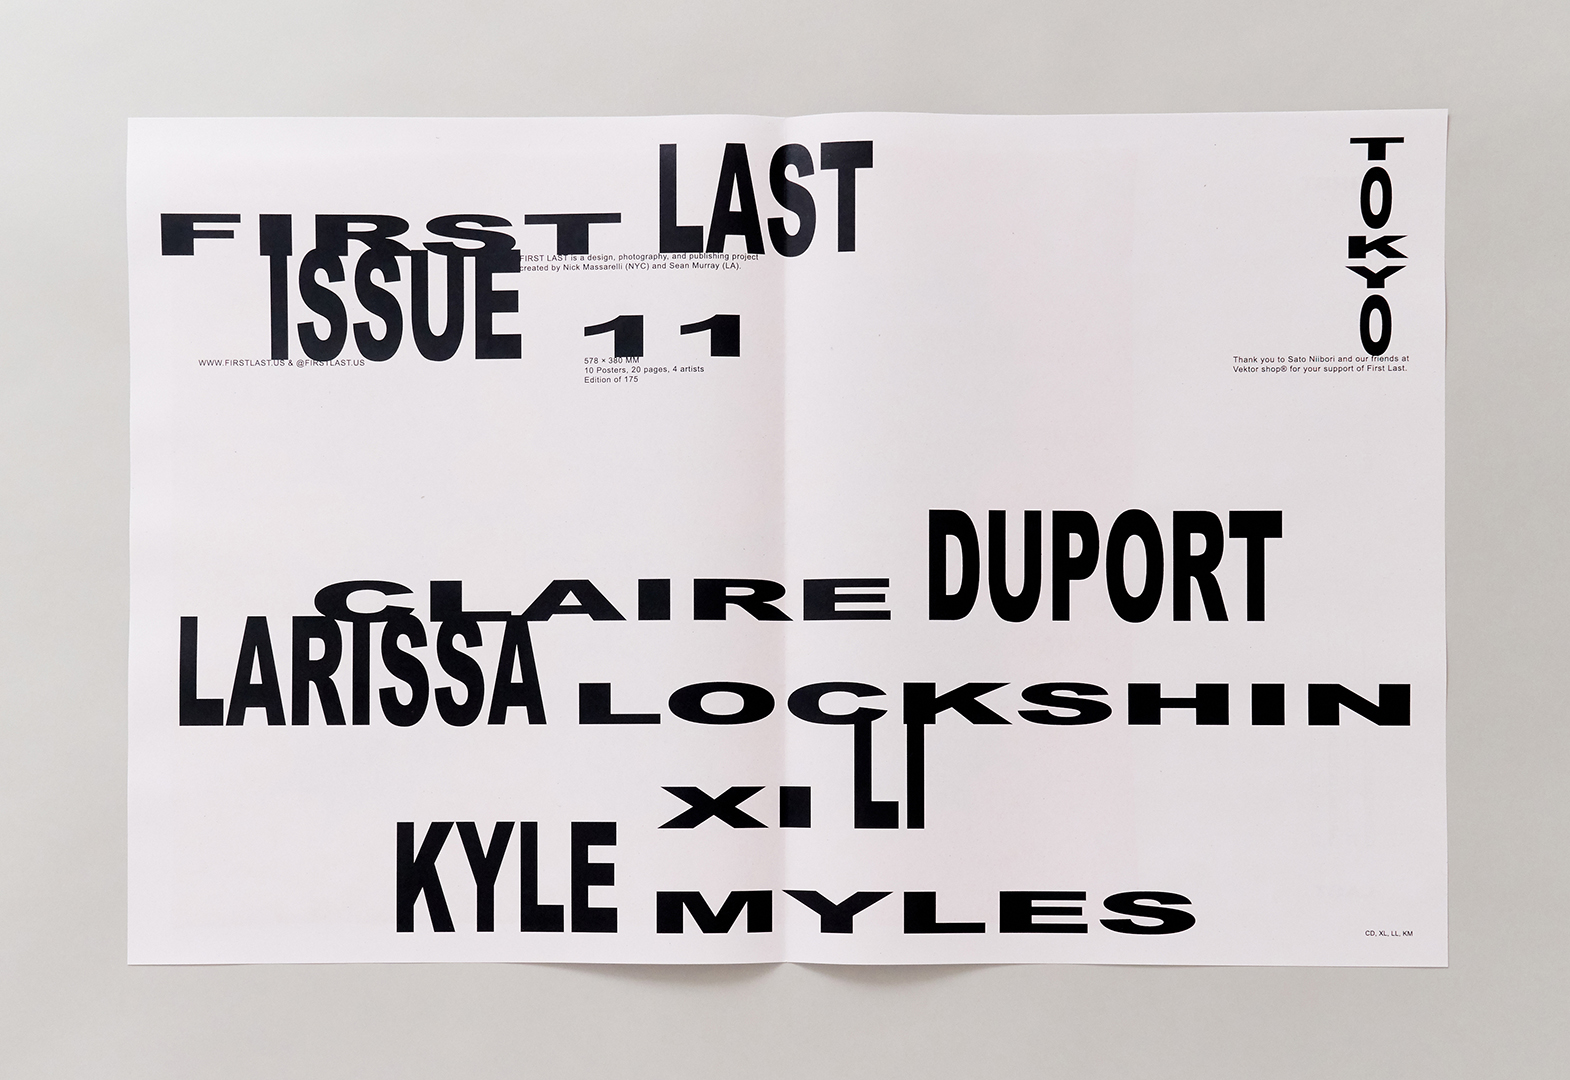 FIRST LAST
ISSUE 11
FIRST LAST is a design, photography, and publishing project
created by Nick Massarelli (NYC) and Sean Murray (LA).
WWW.FIRSTLAST.US & @FIRSTLAST.US
578 × 380 MM
10 Posters, 20 pages, 4 artists
Edition of 175
TOKYO
Thank you to Sato Niibori and our friends at
Vektor shop® for your support of First Last.
CLAIRE DUPORT
LARISSA LOCKSHIN
XI LI
KYLE MYLES
CD, XL, LL, KM